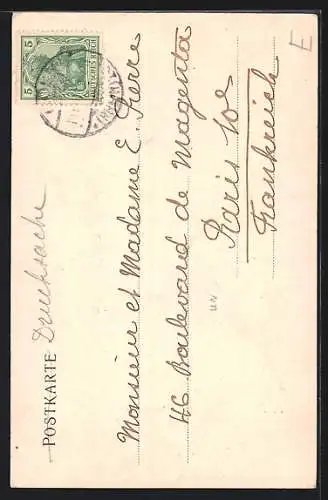 POSTKARTE
Drucksache
5 5
DEUTSCHES REICH
Monsieur et Madame E. Pierre
46 Boulevard de Magenta
Paris 10e
Frankreich
E